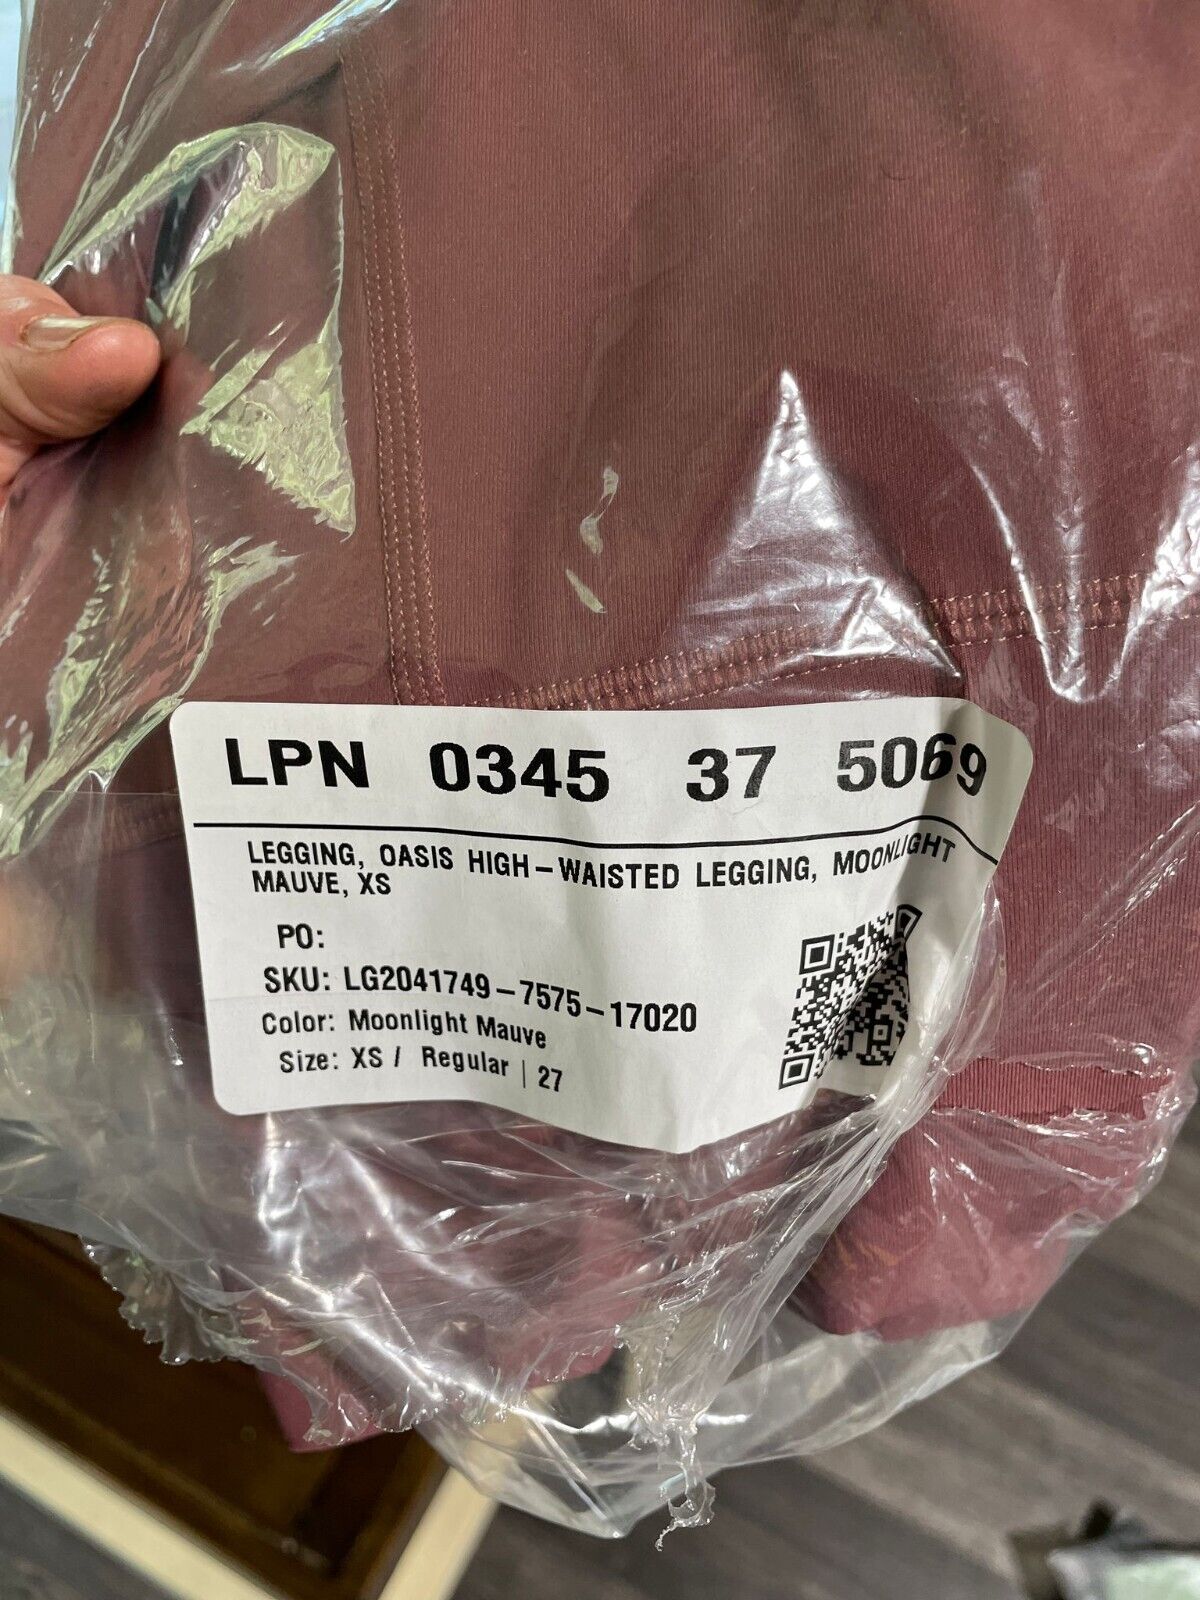 LPN 0345 37 5069
LEGGING, OASIS HIGH-WAISTED LEGGING, MOONLIGHT
MAUVE, XS
PO:
SKU: LG2041749-7575-17020
Color: Moonlight Mauve
Size: XS / Regular | 27